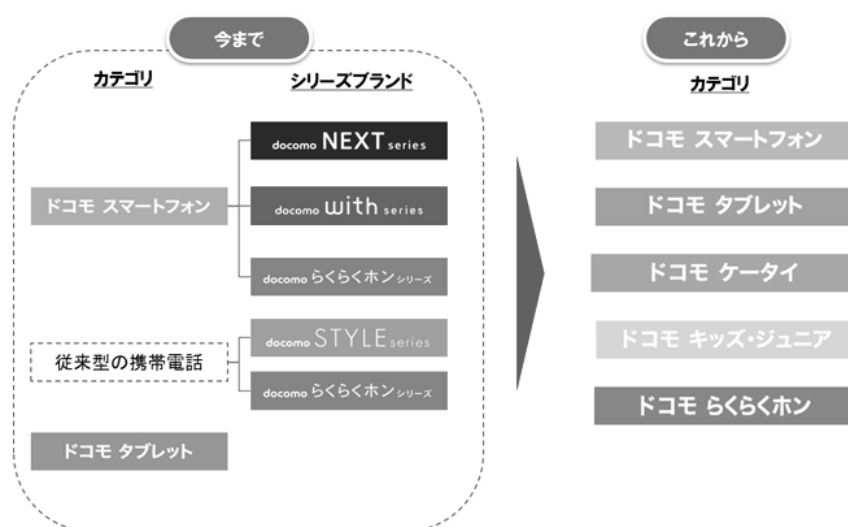 今まで
カテゴリ
シリーズブランド
docomo NEXT series
ドコモ スマートフォン
docomo with series
docomo らくらくホン シリーズ
docomo STYLE series
従来型の携帯電話
docomo らくらくホン シリーズ
ドコモ タブレット
これから
カテゴリ
ドコモ スマートフォン
ドコモ タブレット
ドコモ ケータイ
ドコモ キッズ・ジュニア
ドコモ らくらくホン